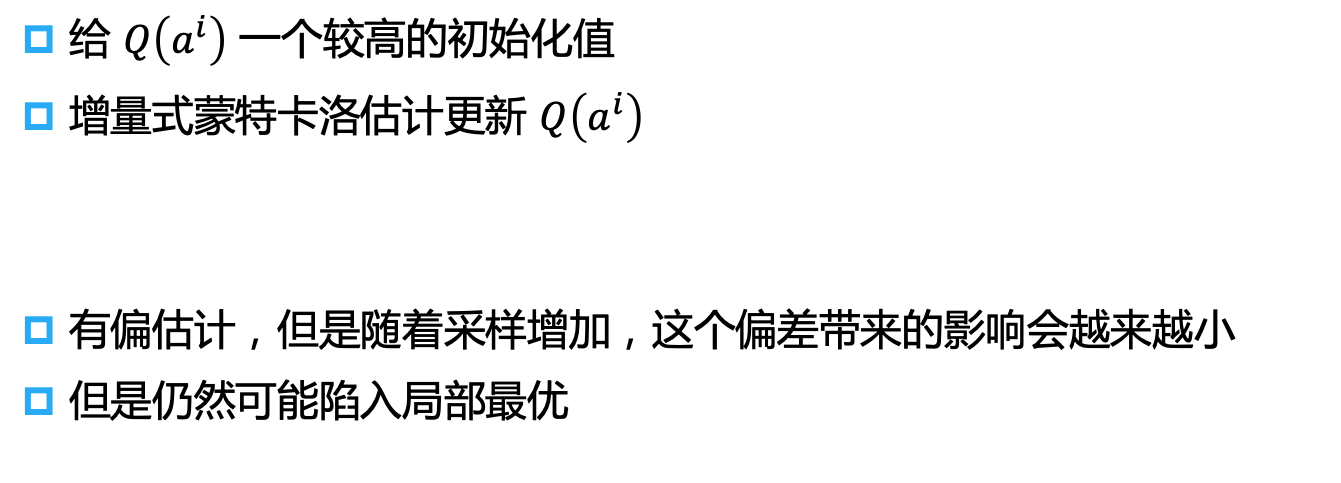 给 Q(aⁱ) 一个较高的初始化值
增量式蒙特卡洛估计更新 Q(aⁱ)
有偏估计，但是随着采样增加，这个偏差带来的影响会越来越小
但是仍然可能陷入局部最优